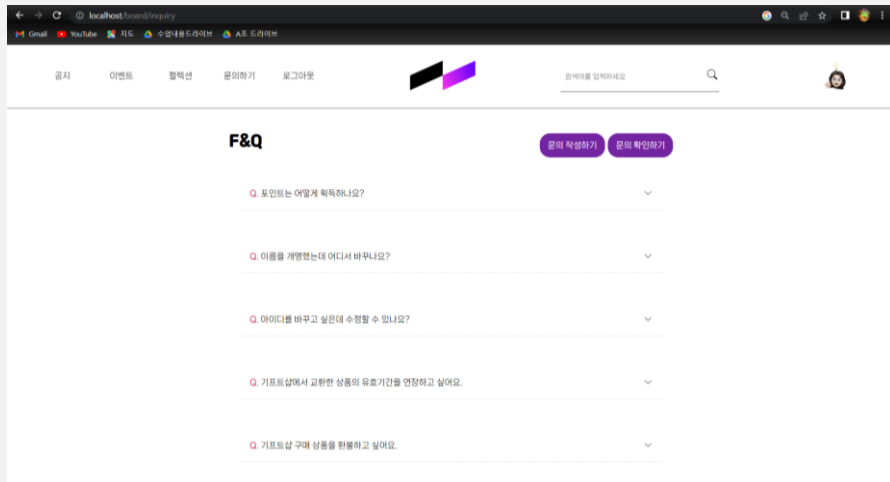 localhost/board/inquiry
Gmail YouTube 지도 수업내용드라이브 A조 드라이브
공지 이벤트 컬렉션 문의하기 로그아웃 검색어를 입력하세요
F&Q 문의 작성하기 문의 확인하기
Q. 포인트는 어떻게 획득하나요?
Q. 이름을 개명했는데 어디서 바꾸나요?
Q. 아이디를 바꾸고 싶은데 수정할 수 있나요?
Q. 기프트샵에서 교환한 상품의 유효기간을 연장하고 싶어요.
Q. 기프트샵 구매 상품을 환불하고 싶어요.